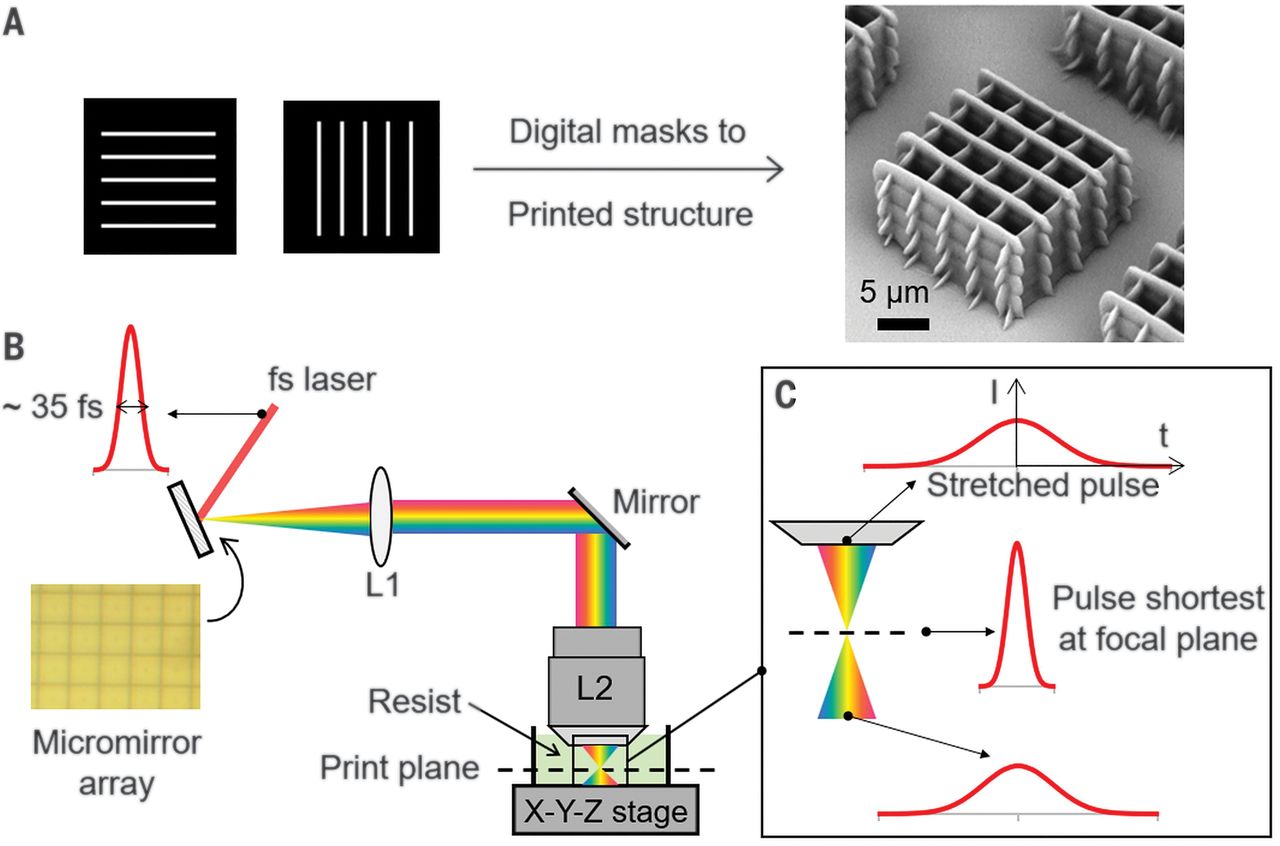 A
Digital masks to
Printed structure
5 μm
B
~ 35 fs
fs laser
Mirror
L1
Micromirror
array
L2
Resist
Print plane
X-Y-Z stage
C
I
t
Stretched pulse
Pulse shortest
at focal plane